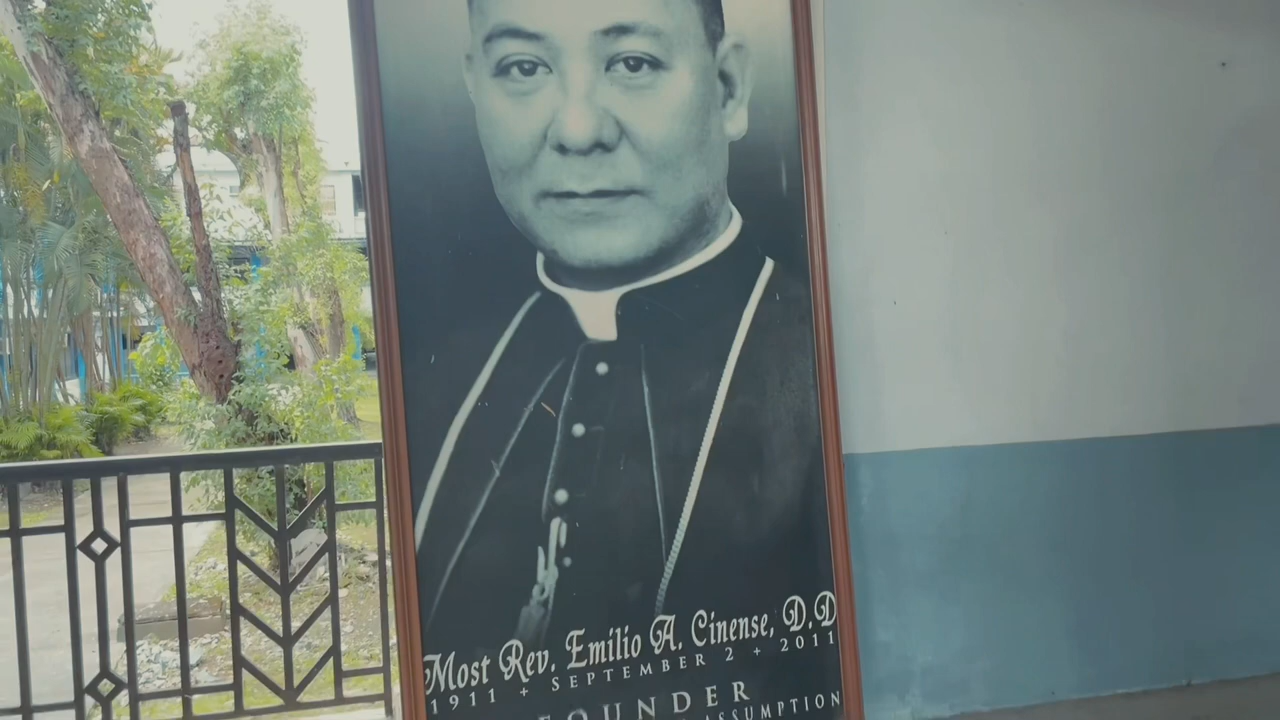 Most Rev. Emilio A. Cinense, D.D
1911 + SEPTEMBER 2 + 2011
FOUNDER
ASSUMPTION